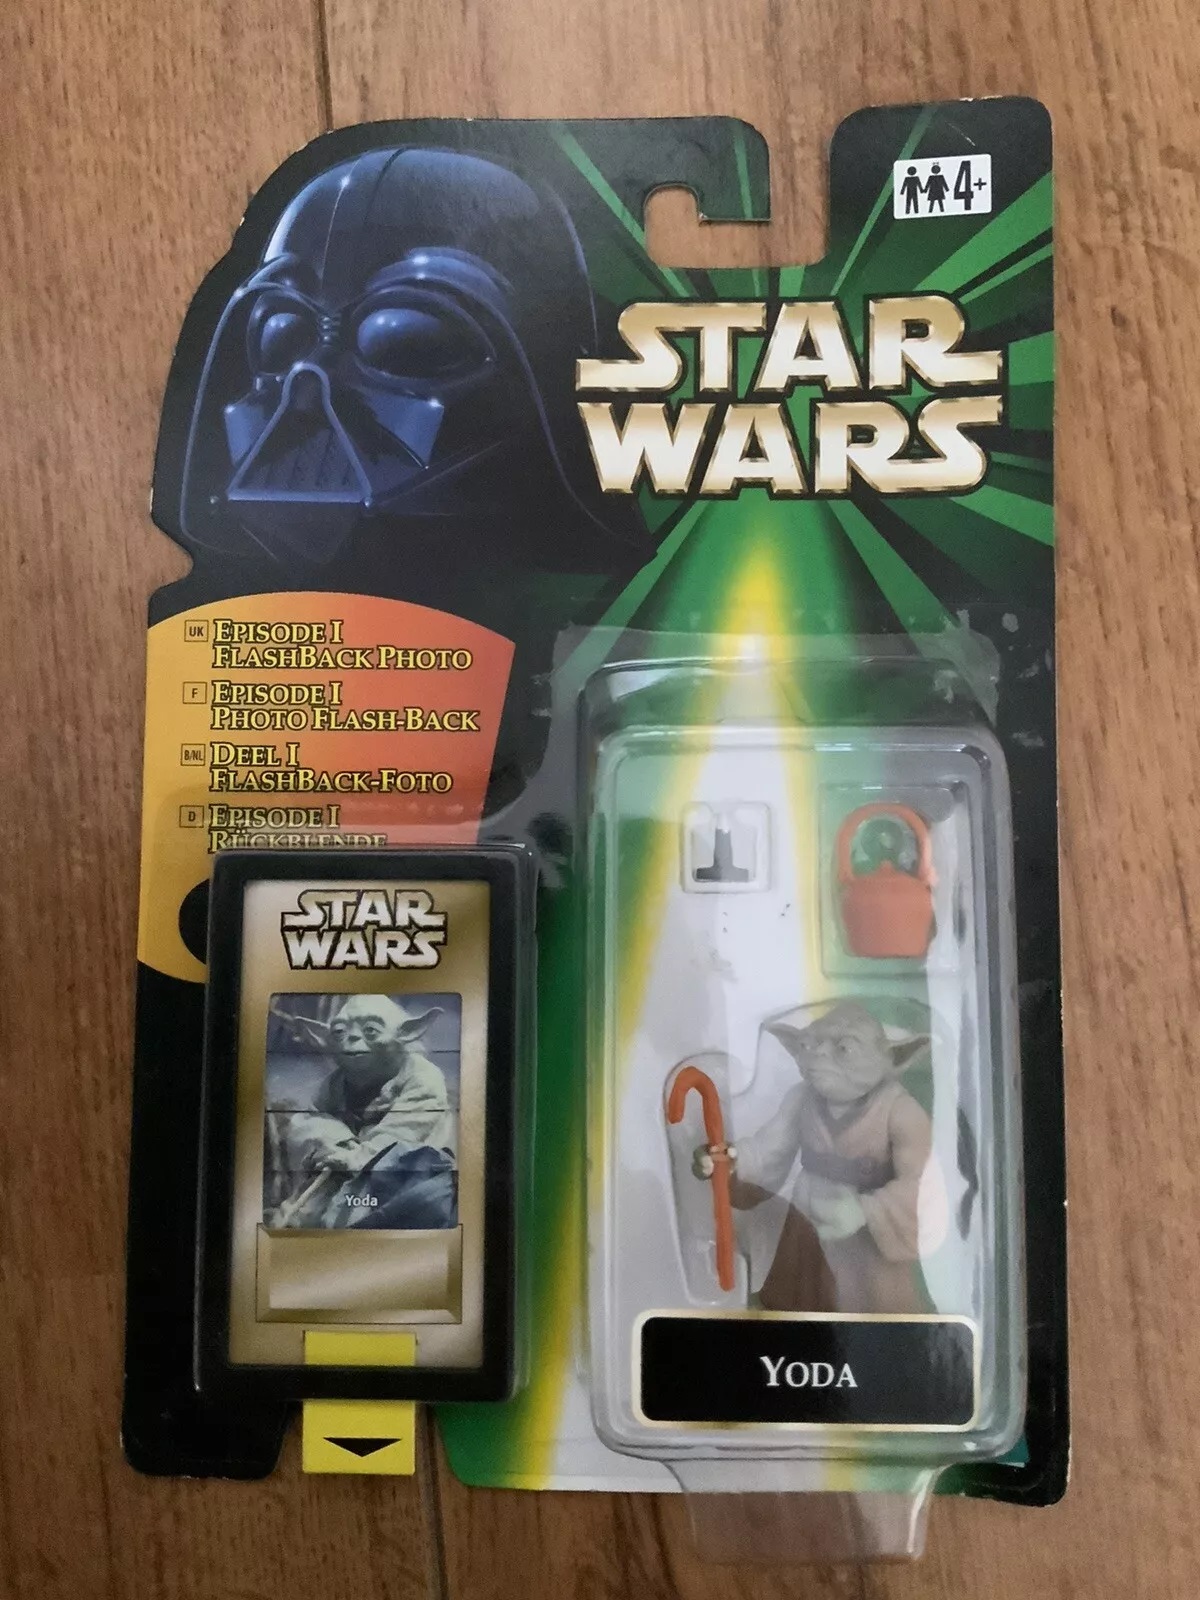 4+
STAR
WARS
UK EPISODE I
FLASHBACK PHOTO
F EPISODE I
PHOTO FLASH-BACK
B/NL DEEL I
FLASHBACK-FOTO
D EPISODE I
RÜCKBLENDE
STAR
WARS
Yoda
YODA